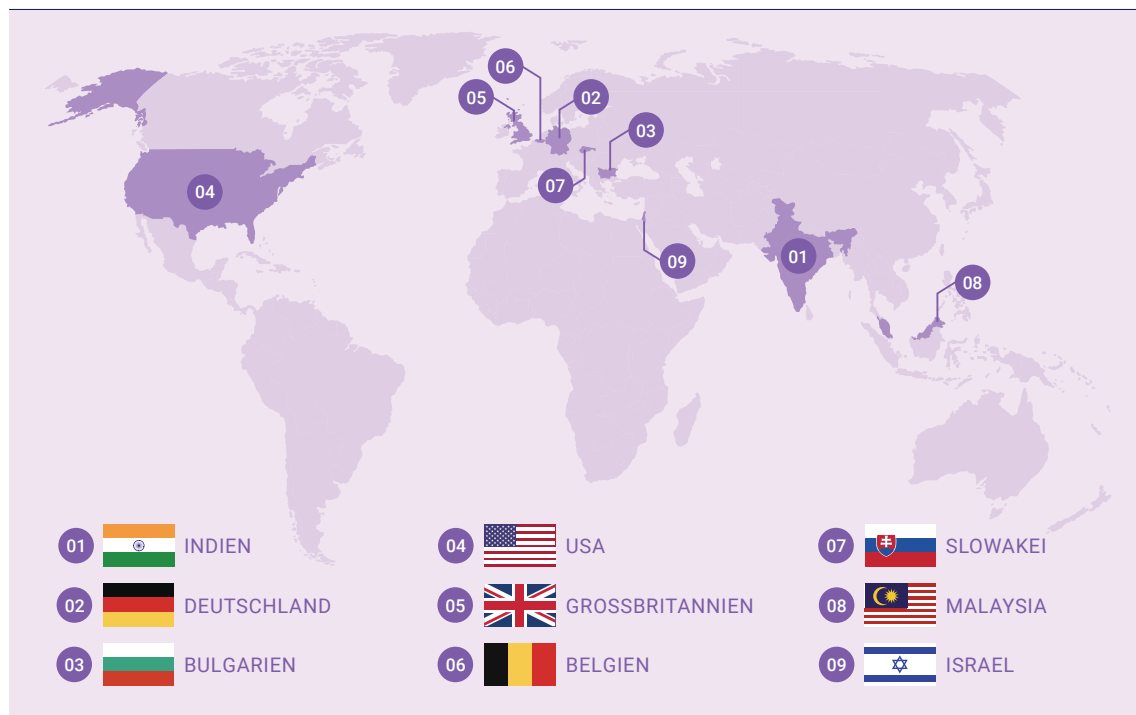 06
05
02
03
04
07
09
01
08
01 INDIEN
02 DEUTSCHLAND
03 BULGARIEN
04 USA
05 GROSSBRITANNIEN
06 BELGIEN
07 SLOWAKEI
08 MALAYSIA
09 ISRAEL